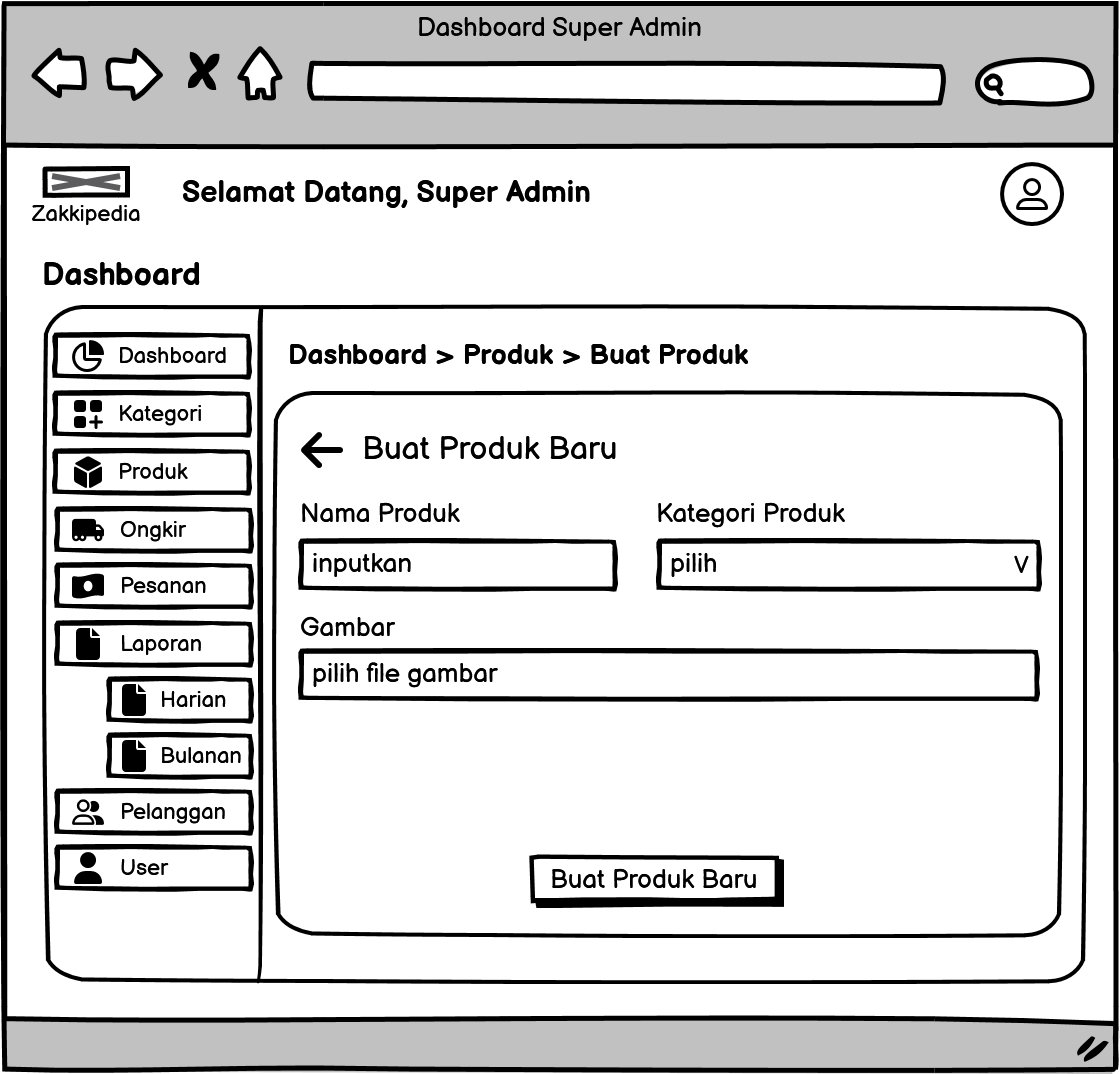 Dashboard Super Admin
Zakkipedia
Selamat Datang, Super Admin
Dashboard
Dashboard
Kategori
Produk
Ongkir
Pesanan
Laporan
Harian
Bulanan
Pelanggan
User
Dashboard > Produk > Buat Produk
Buat Produk Baru
Nama Produk
Kategori Produk
inputkan
pilih V
Gambar
pilih file gambar
Buat Produk Baru